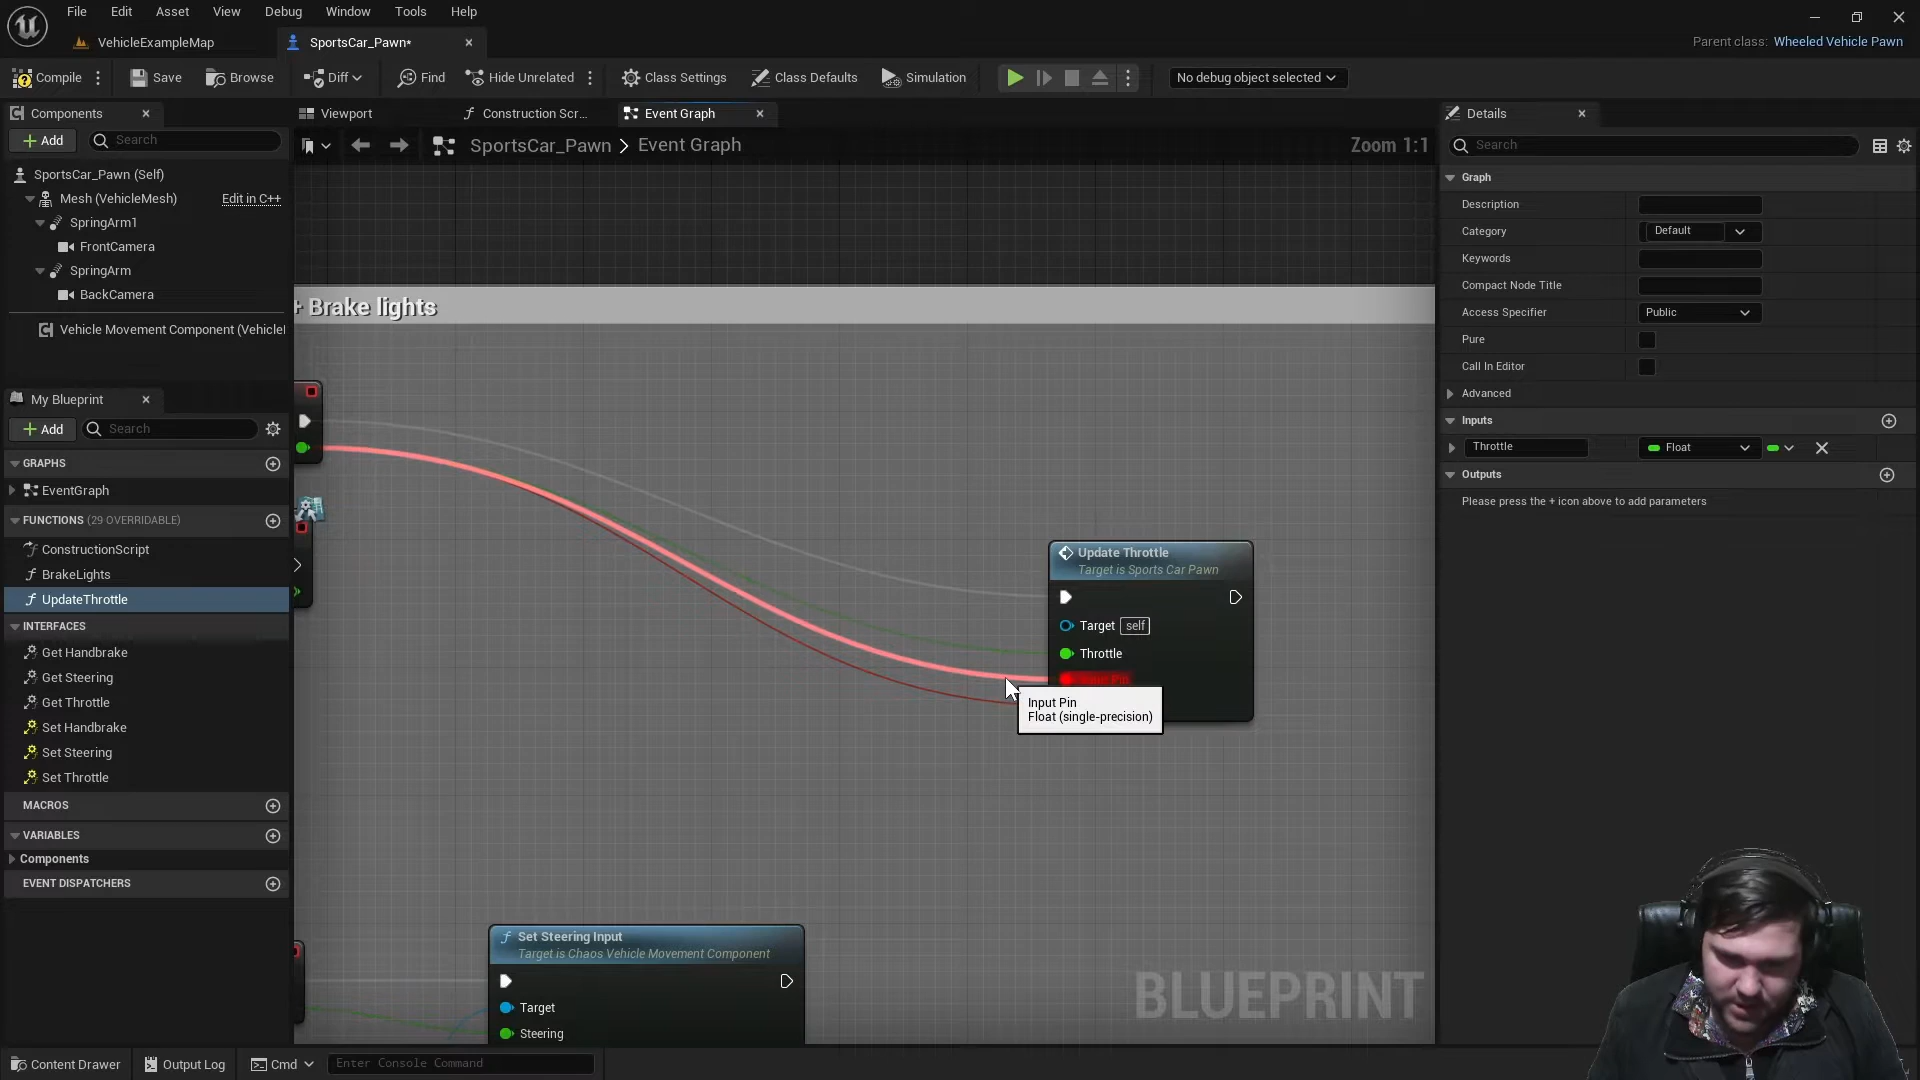 File Edit Asset View Debug Window Tools Help
VehicleExampleMap
SportsCar_Pawn*
Parent class: Wheeled Vehicle Pawn
Compile
Save
Browse
Diff
Find
Hide Unrelated
Class Settings
Class Defaults
Simulation
No debug object selected
Components
Add
Search
SportsCar_Pawn (Self)
Mesh (VehicleMesh)
Edit in C++
SpringArm1
FrontCamera
SpringArm
BackCamera
Vehicle Movement Component (Vehicle
My Blueprint
Add
Search
GRAPHS
EventGraph
FUNCTIONS (29 OVERRIDABLE)
ConstructionScript
BrakeLights
UpdateThrottle
INTERFACES
Get Handbrake
Get Steering
Get Throttle
Set Handbrake
Set Steering
Set Throttle
MACROS
VARIABLES
Components
EVENT DISPATCHERS
Viewport
Construction Scr...
Event Graph
SportsCar_Pawn > Event Graph
Zoom 1:1
+ Brake lights
Update Throttle
Target is Sports Car Pawn
Target self
Throttle
Input Pin
Input Pin
Float (single-precision)
Set Steering Input
Target is Chaos Vehicle Movement Component
Target
Steering
BLUEPRINT
Details
Search
Graph
Description
Category
Default
Keywords
Compact Node Title
Access Specifier
Public
Pure
Call In Editor
Advanced
Inputs
Throttle
Float
Outputs
Please press the + icon above to add parameters
Content Drawer
Output Log
Cmd
Enter Console Command